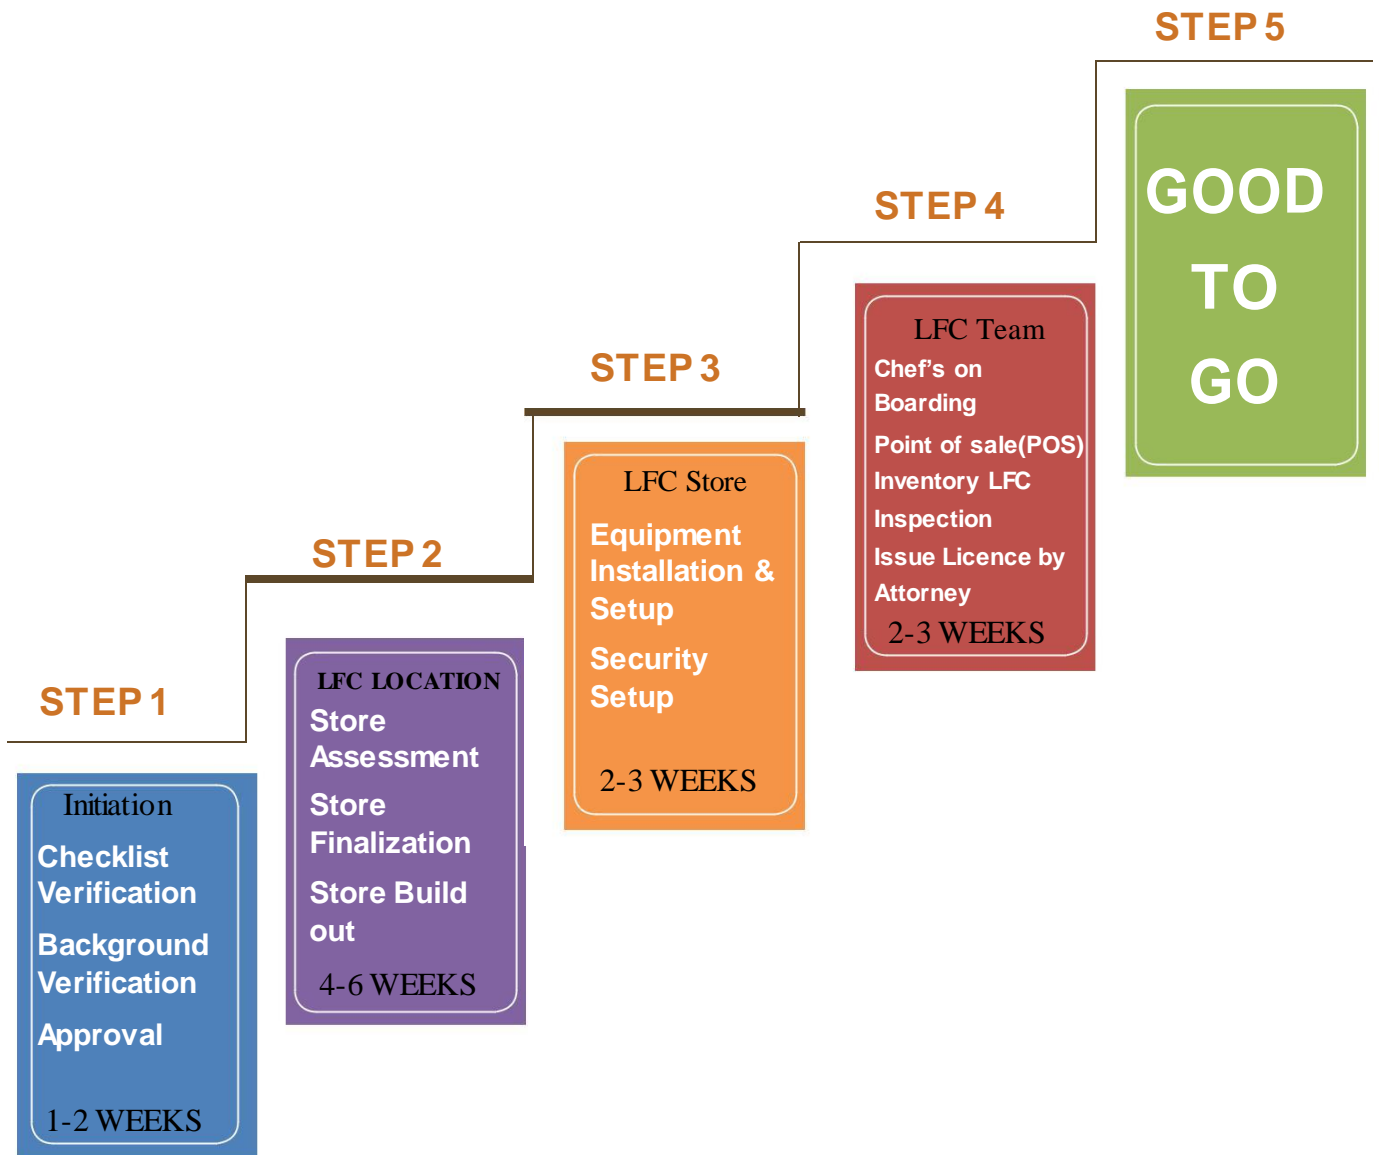 STEP 1
Initiation
Checklist
Verification
Background
Verification
Approval
1-2 WEEKS
STEP 2
LFC LOCATION
Store
Assessment
Store
Finalization
Store Build
out
4-6 WEEKS
STEP 3
LFC Store
Equipment
Installation &
Setup
Security
Setup
2-3 WEEKS
STEP 4
LFC Team
Chef’s on
Boarding
Point of sale(POS)
Inventory LFC
Inspection
Issue Licence by
Attorney
2-3 WEEKS
STEP 5
GOOD
TO
GO